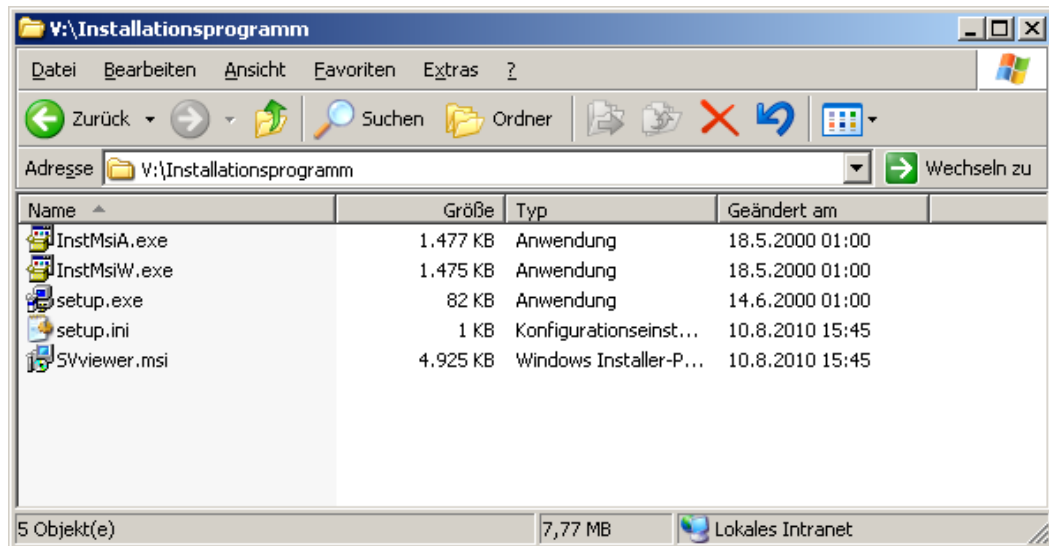 V:\Installationsprogramm
Datei Bearbeiten Ansicht Favoriten Extras ?
Zurück Suchen Ordner
Adresse V:\Installationsprogramm Wechseln zu
Name Größe Typ Geändert am
InstMsiA.exe 1.477 KB Anwendung 18.5.2000 01:00
InstMsiW.exe 1.475 KB Anwendung 18.5.2000 01:00
setup.exe 82 KB Anwendung 14.6.2000 01:00
setup.ini 1 KB Konfigurationseinst... 10.8.2010 15:45
SVviewer.msi 4.925 KB Windows Installer-P... 10.8.2010 15:45
5 Objekt(e) 7,77 MB Lokales Intranet